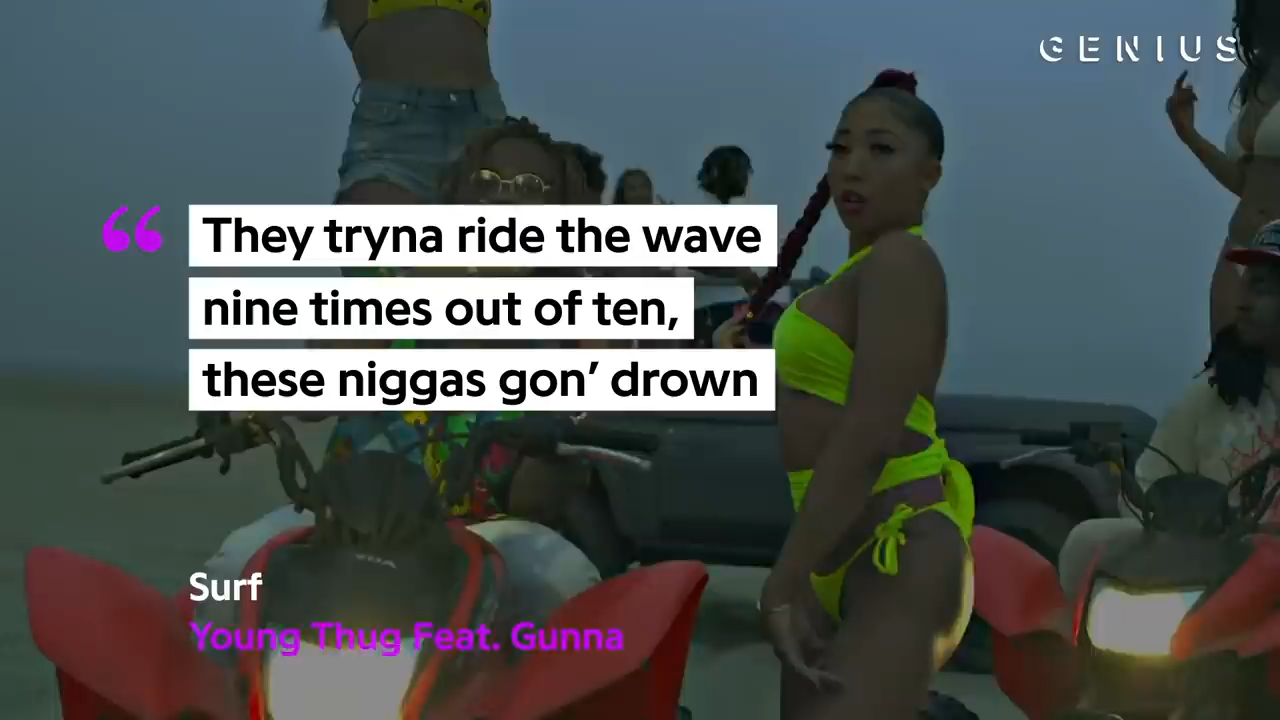 GENIUS
They tryna ride the wave
nine times out of ten,
these niggas gon’ drown
Surf
Young Thug Feat. Gunna